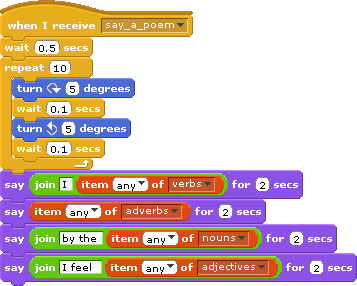 when I receive say_a_poem
wait 0.5 secs
repeat 10
turn 5 degrees
wait 0.1 secs
turn 5 degrees
wait 0.1 secs
say join I item any of verbs for 2 secs
say item any of adverbs for 2 secs
say join by the item any of nouns for 2 secs
say join I feel item any of adjectives for 2 secs